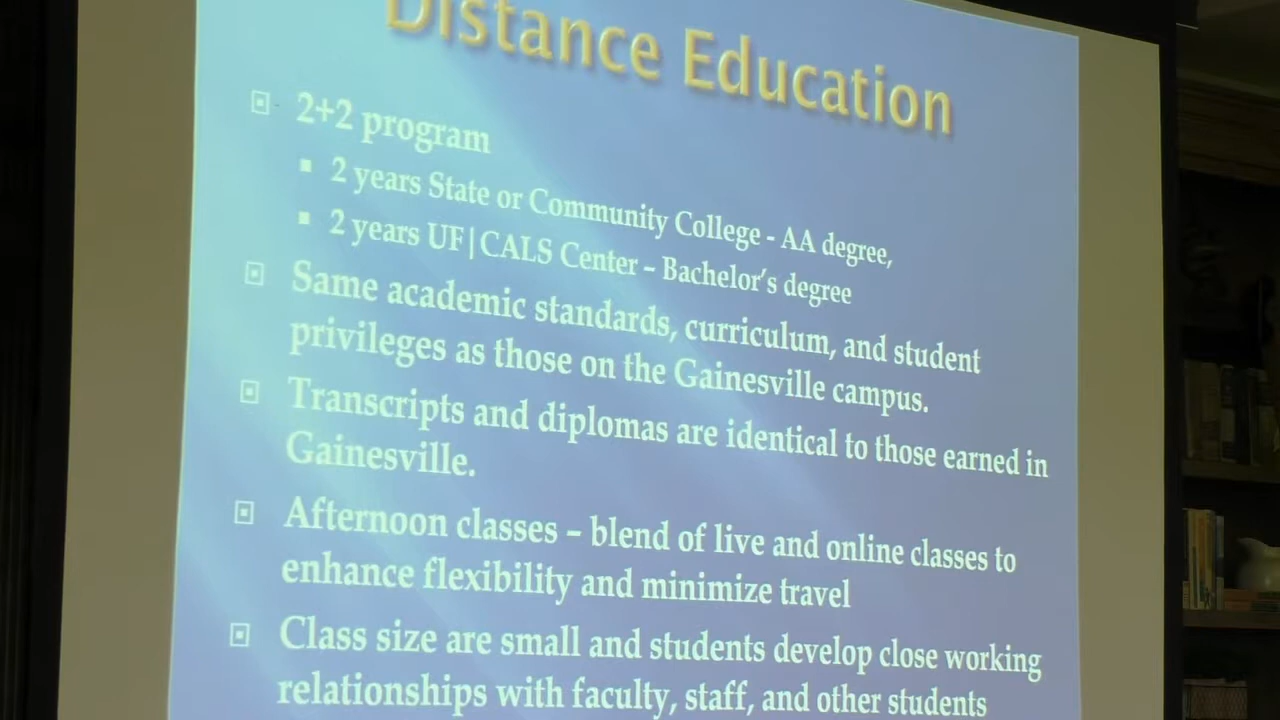 Distance Education
2+2 program
2 years State or Community College - AA degree,
2 years UF|CALS Center – Bachelor's degree
Same academic standards, curriculum, and student
privileges as those on the Gainesville campus.
Transcripts and diplomas are identical to those earned in
Gainesville.
Afternoon classes – blend of live and online classes to
enhance flexibility and minimize travel
Class size are small and students develop close working
relationships with faculty, staff, and other students